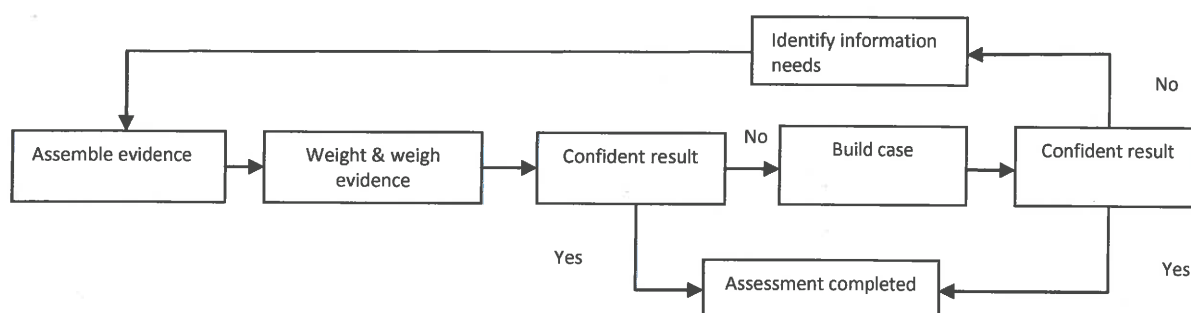 Identify information
needs
No
Assemble evidence
Weight & weigh
evidence
Confident result
No
Build case
Confident result
Yes
Assessment completed
Yes